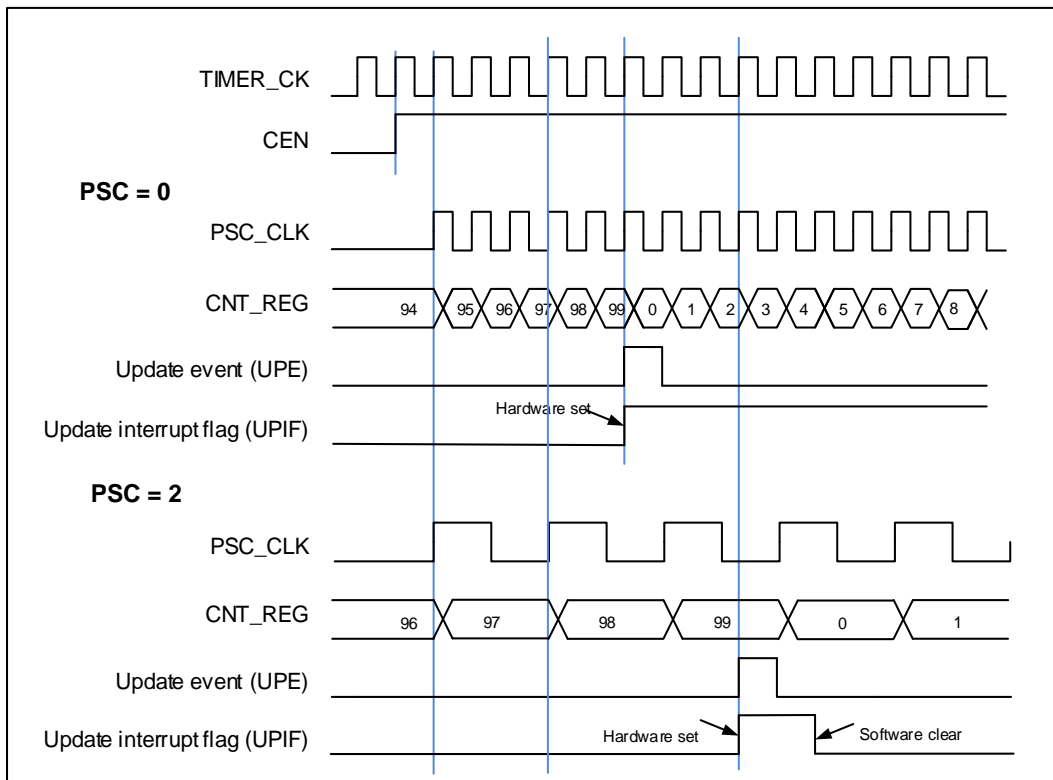 TIMER_CK
CEN
PSC = 0
PSC_CLK
CNT_REG 94 95 96 97 98 99 0 1 2 3 4 5 6 7 8
Update event (UPE)
Hardware set
Update interrupt flag (UPIF)
PSC = 2
PSC_CLK
CNT_REG 96 97 98 99 0 1
Update event (UPE)
Update interrupt flag (UPIF) Hardware set Software clear